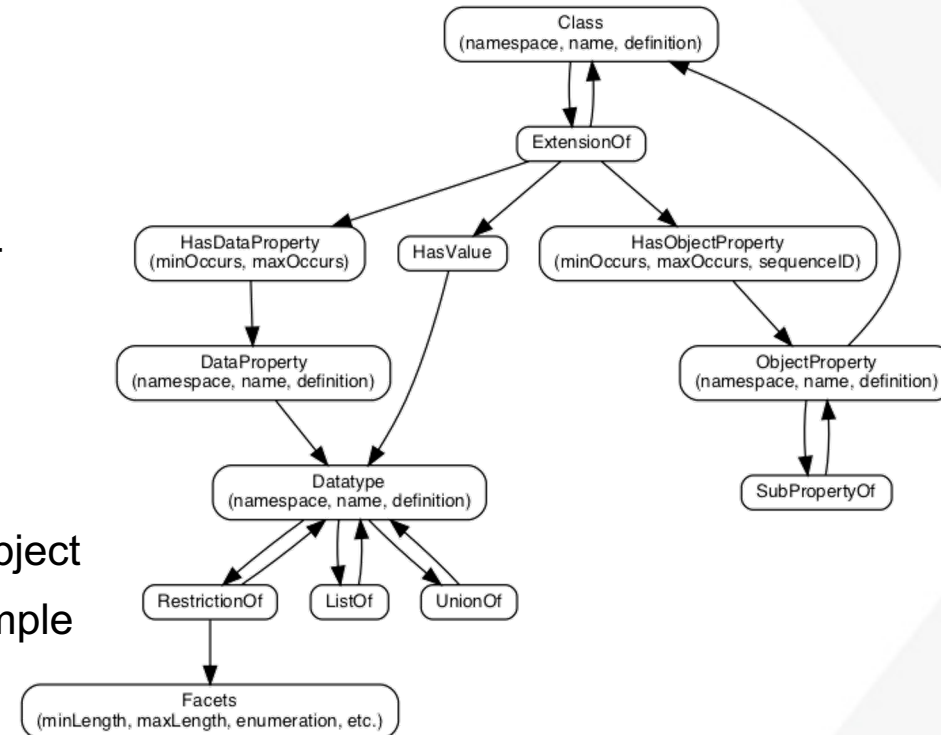 Class
(namespace, name, definition)
ExtensionOf
HasDataProperty
(minOccurs, maxOccurs)
HasValue
HasObjectProperty
(minOccurs, maxOccurs, sequenceID)
DataProperty
(namespace, name, definition)
ObjectProperty
(namespace, name, definition)
Datatype
(namespace, name, definition)
SubPropertyOf
RestrictionOf
ListOf
UnionOf
Facets
(minLength, maxLength, enumeration, etc.)